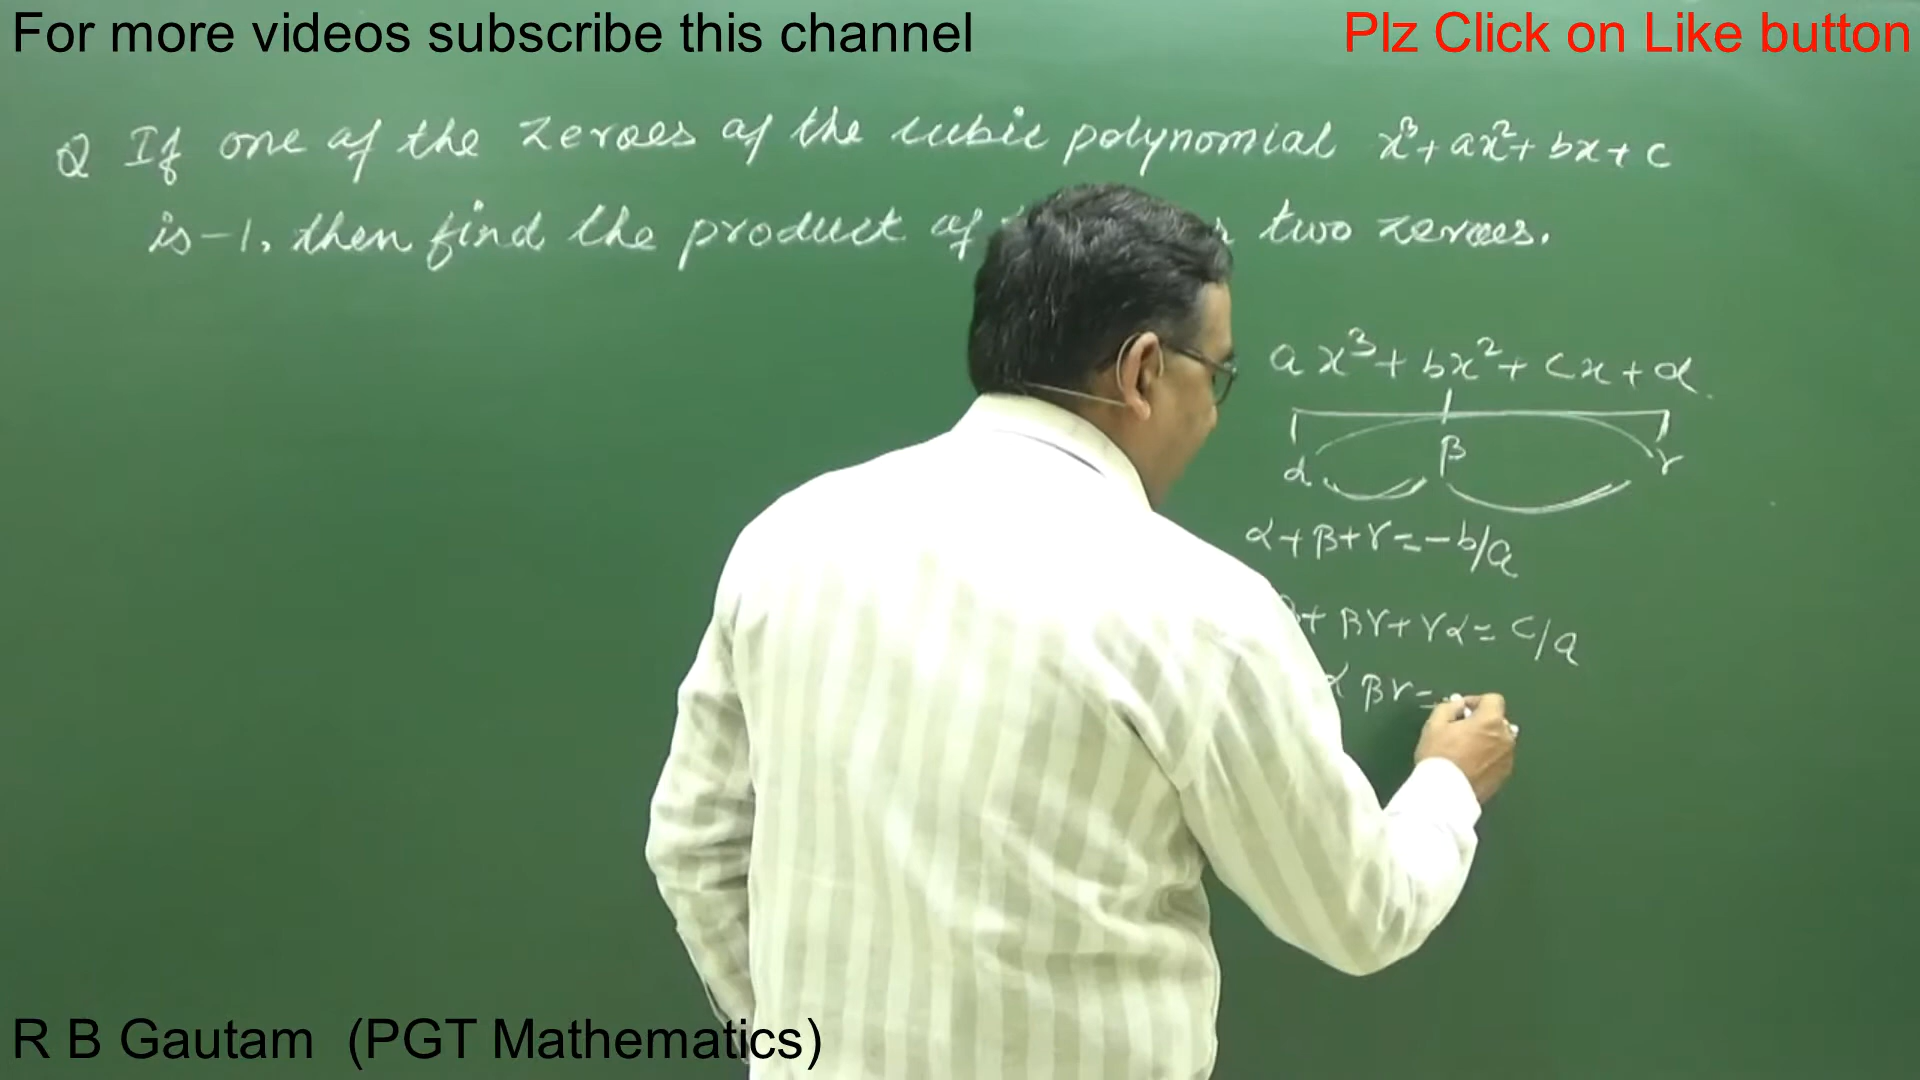 For more videos subscribe this channel
Plz Click on Like button
Q If one of the zeroes of the cubic polynomial x³+ax²+bx+c
is -1, then find the product of two zeroes.
ax³+bx²+cx+d
α β γ
α+β+γ=-b/a
+βγ+γα=c/a
αβγ=-
R B Gautam (PGT Mathematics)